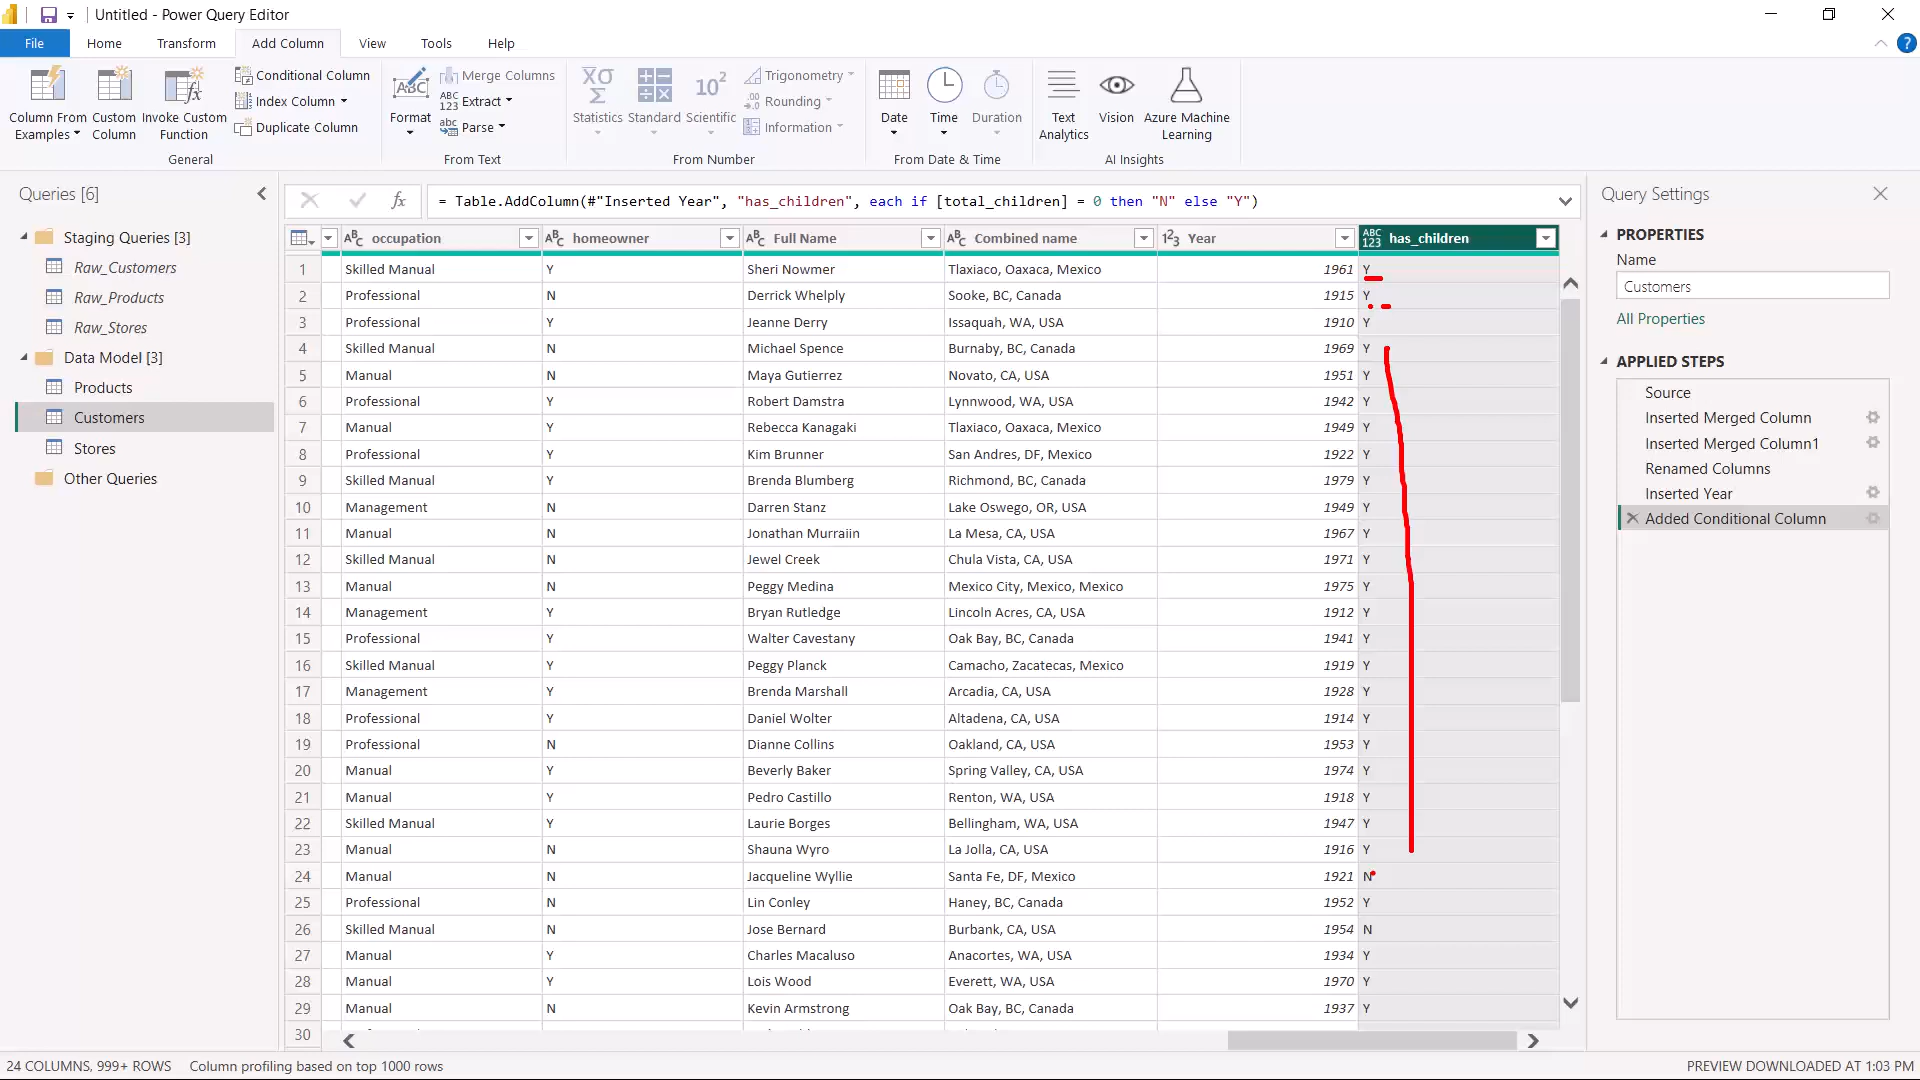 Untitled - Power Query Editor
File Home Transform Add Column View Tools Help
Column From Examples
Custom Column
Invoke Custom Function
Conditional Column
Index Column
Duplicate Column
General
Format
Merge Columns
Extract
Parse
From Text
Statistics
Standard
Scientific
Trigonometry
Rounding
Information
From Number
Date
Time
Duration
From Date & Time
Text Analytics
Vision
Azure Machine Learning
AI Insights
Queries [6]
Staging Queries [3]
Raw_Customers
Raw_Products
Raw_Stores
Data Model [3]
Products
Customers
Stores
Other Queries
= Table.AddColumn(#"Inserted Year", "has_children", each if [total_children] = 0 then "N" else "Y")
occupation homeowner Full Name Combined name Year has_children
1 Skilled Manual Y Sheri Nowmer Tlaxiaco, Oaxaca, Mexico 1961 Y
2 Professional N Derrick Whelply Sooke, BC, Canada 1915 Y
3 Professional Y Jeanne Derry Issaquah, WA, USA 1910 Y
4 Skilled Manual N Michael Spence Burnaby, BC, Canada 1969 Y
5 Manual N Maya Gutierrez Novato, CA, USA 1951 Y
6 Professional Y Robert Damstra Lynnwood, WA, USA 1942 Y
7 Manual Y Rebecca Kanagaki Tlaxiaco, Oaxaca, Mexico 1949 Y
8 Professional Y Kim Brunner San Andres, DF, Mexico 1922 Y
9 Skilled Manual Y Brenda Blumberg Richmond, BC, Canada 1979 Y
10 Management N Darren Stanz Lake Oswego, OR, USA 1949 Y
11 Manual N Jonathan Murraiin La Mesa, CA, USA 1967 Y
12 Skilled Manual N Jewel Creek Chula Vista, CA, USA 1971 Y
13 Manual N Peggy Medina Mexico City, Mexico, Mexico 1975 Y
14 Management Y Bryan Rutledge Lincoln Acres, CA, USA 1912 Y
15 Professional Y Walter Cavestany Oak Bay, BC, Canada 1941 Y
16 Skilled Manual Y Peggy Planck Camacho, Zacatecas, Mexico 1919 Y
17 Management Y Brenda Marshall Arcadia, CA, USA 1928 Y
18 Professional Y Daniel Wolter Altadena, CA, USA 1914 Y
19 Professional N Dianne Collins Oakland, CA, USA 1953 Y
20 Manual Y Beverly Baker Spring Valley, CA, USA 1974 Y
21 Manual Y Pedro Castillo Renton, WA, USA 1918 Y
22 Skilled Manual Y Laurie Borges Bellingham, WA, USA 1947 Y
23 Manual N Shauna Wyro La Jolla, CA, USA 1916 Y
24 Manual N Jacqueline Wyllie Santa Fe, DF, Mexico 1921 N
25 Professional N Lin Conley Haney, BC, Canada 1952 Y
26 Skilled Manual N Jose Bernard Burbank, CA, USA 1954 N
27 Manual Y Charles Macaluso Anacortes, WA, USA 1934 Y
28 Manual Y Lois Wood Everett, WA, USA 1970 Y
29 Manual N Kevin Armstrong Oak Bay, BC, Canada 1937 Y
30
Query Settings
PROPERTIES
Name
Customers
All Properties
APPLIED STEPS
Source
Inserted Merged Column
Inserted Merged Column1
Renamed Columns
Inserted Year
Added Conditional Column
24 COLUMNS, 999+ ROWS Column profiling based on top 1000 rows PREVIEW DOWNLOADED AT 1:03 PM